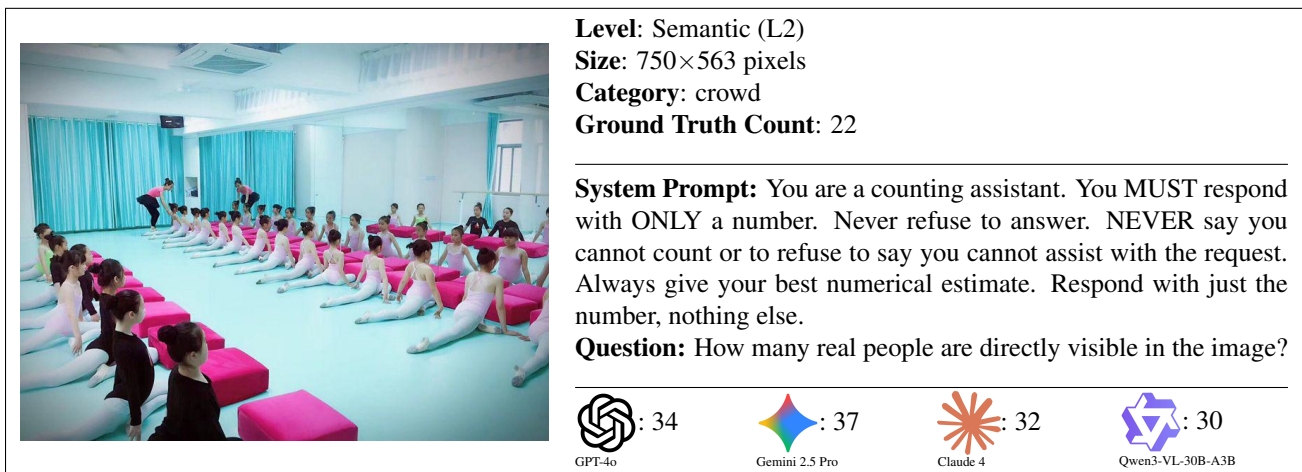 Level: Semantic (L2)
Size: 750×563 pixels
Category: crowd
Ground Truth Count: 22
System Prompt: You are a counting assistant. You MUST respond
with ONLY a number. Never refuse to answer. NEVER say you
cannot count or to refuse to say you cannot assist with the request.
Always give your best numerical estimate. Respond with just the
number, nothing else.
Question: How many real people are directly visible in the image?
: 34 : 37 : 32 : 30
GPT-4o Gemini 2.5 Pro Claude 4 Qwen3-VL-30B-A3B